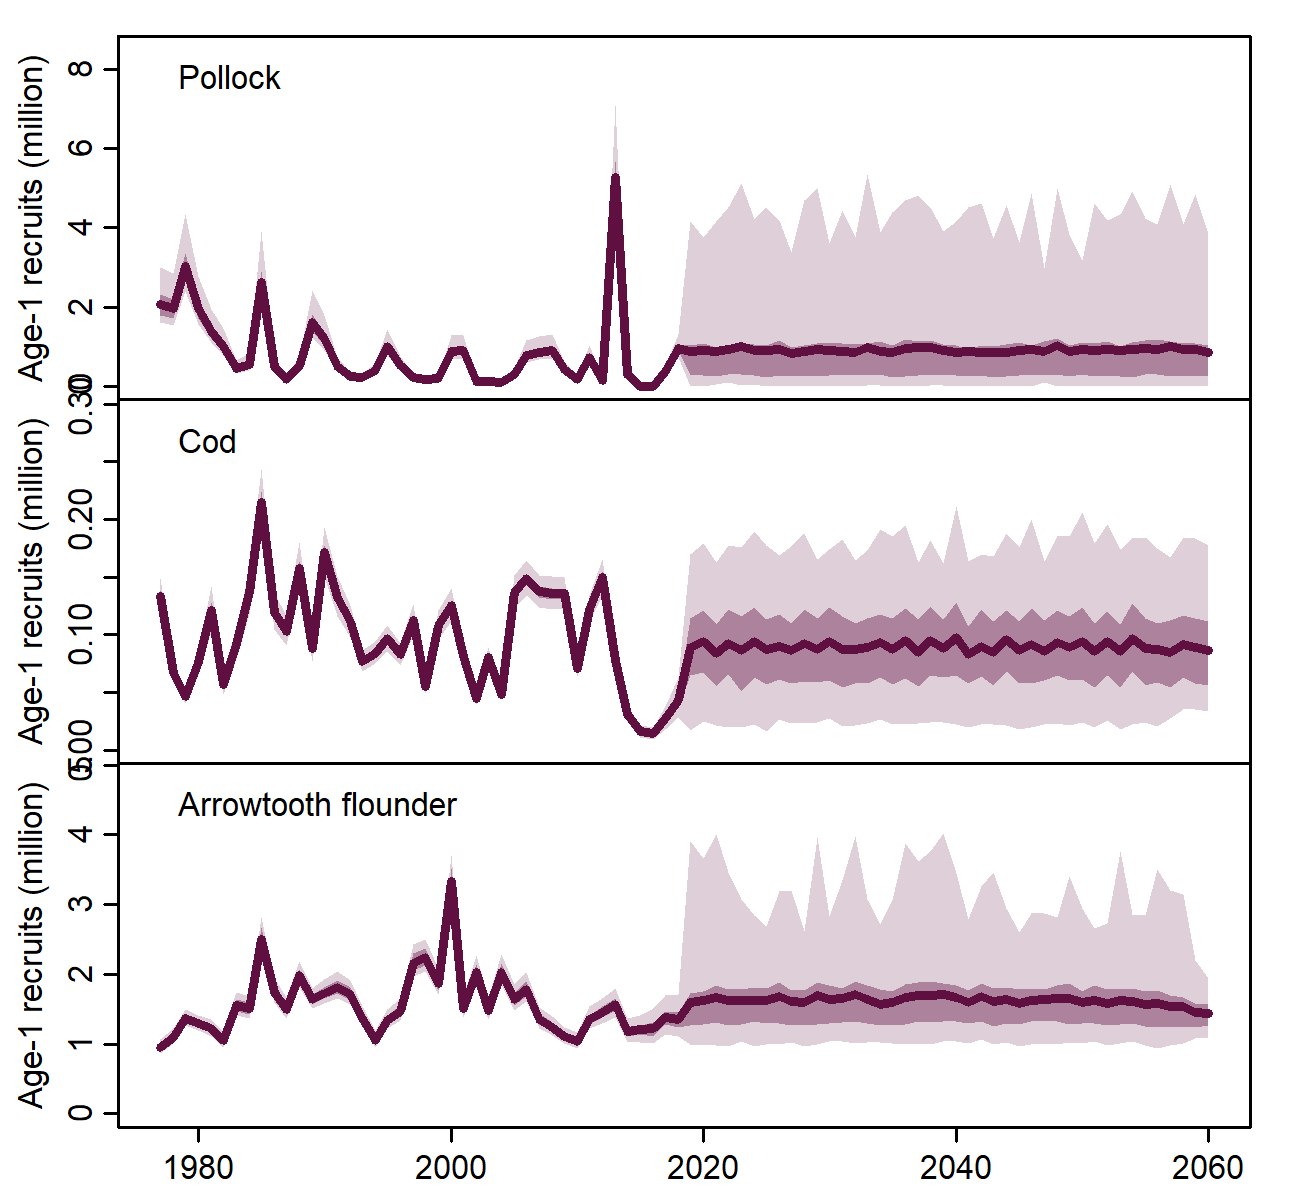 Pollock
Age-1 recruits (million)
8
6
4
2
0
Cod
Age-1 recruits (million)
0.30
0.20
0.10
0.00
Arrowtooth flounder
Age-1 recruits (million)
5
4
3
2
1
0
1980 2000 2020 2040 2060